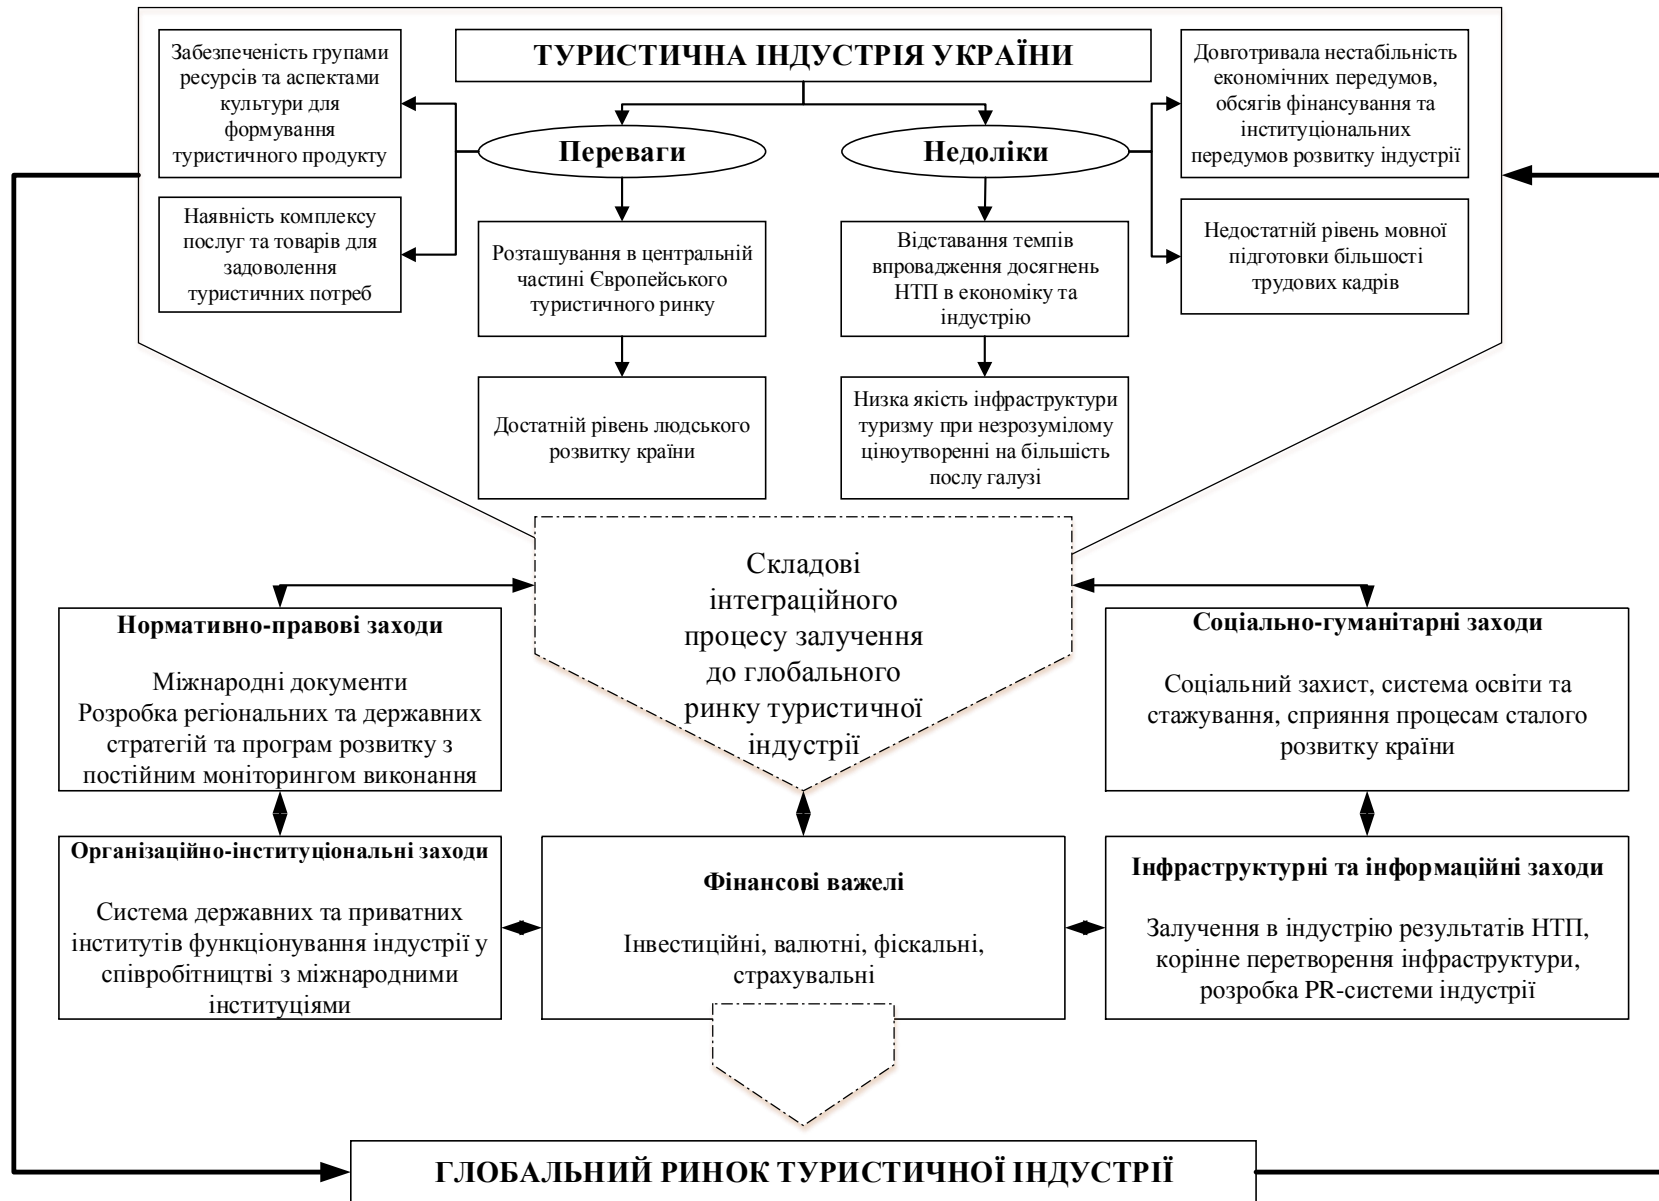 ТУРИСТИЧНА ІНДУСТРІЯ УКРАЇНИ
Забезпеченість групами
ресурсів та аспектами
культури для
формування
туристичного продукту
Наявність комплексу
послуг та товарів для
задоволення
туристичних потреб
Переваги
Розташування в центральній
частині Європейського
туристичного ринку
Достатній рівень людського
розвитку країни
Недоліки
Відставання темпів
впровадження досягнень
НТП в економіку та
індустрію
Низка якість інфраструктури
туризму при незрозумілому
ціноутворенні на більшість
послу галузі
Довготривала нестабільність
економічних передумов,
обсягів фінансування та
інституціональних
передумов розвитку індустрії
Недостатній рівень мовної
підготовки більшості
трудових кадрів
Складові
інтеграційного
процесу залучення
до глобального
ринку туристичної
індустрії
Нормативно-правові заходи
Міжнародні документи
Розробка регіональних та державних
стратегій та програм розвитку з
постійним моніторингом виконання
Соціально-гуманітарні заходи
Соціальний захист, система освіти та
стажування, сприяння процесам сталого
розвитку країни
Організаційно-інституціональні заходи
Система державних та приватних
інститутів функціонування індустрії у
співробітництві з міжнародними
інституціями
Фінансові важелі
Інвестиційні, валютні, фіскальні,
страхувальні
Інфраструктурні та інформаційні заходи
Залучення в індустрію результатів НТП,
корінне перетворення інфраструктури,
розробка PR-системи індустрії
ГЛОБАЛЬНИЙ РИНОК ТУРИСТИЧНОЇ ІНДУСТРІЇ